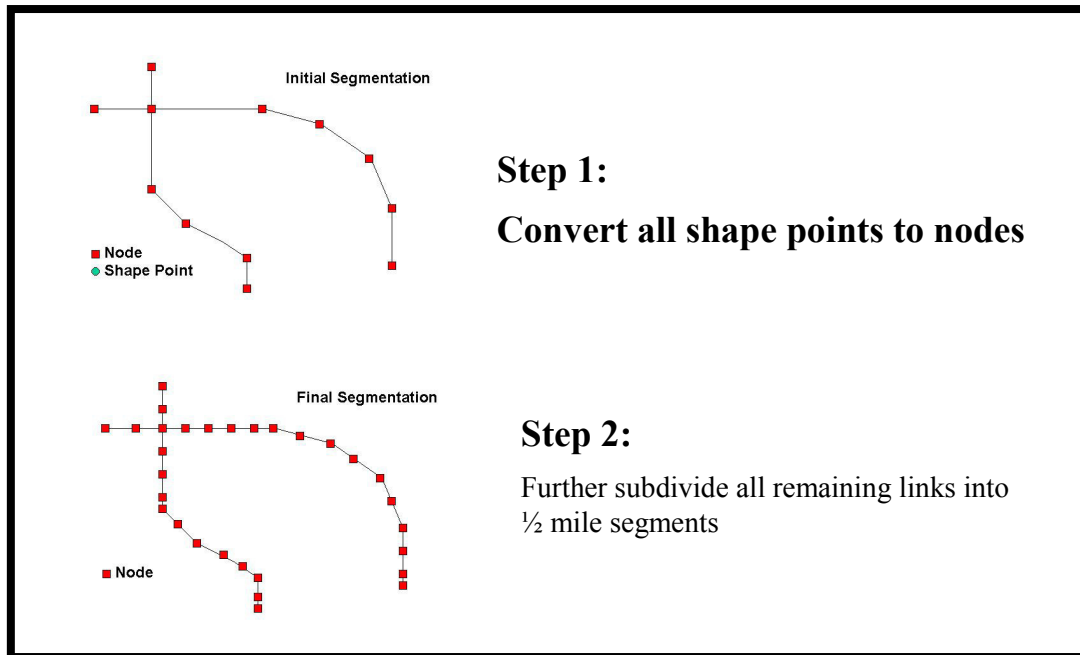 Initial Segmentation
Step 1:
Convert all shape points to nodes
Node
Shape Point
Final Segmentation
Step 2:
Further subdivide all remaining links into
½ mile segments
Node